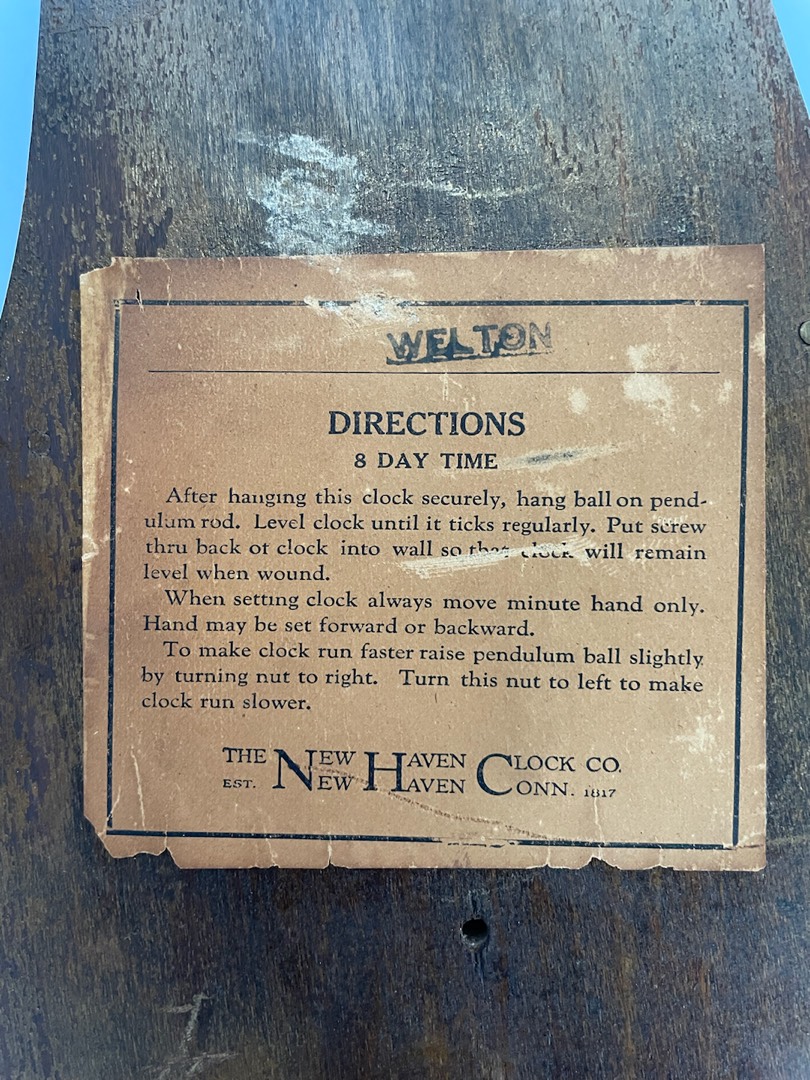 WELTON
DIRECTIONS
8 DAY TIME
After hanging this clock securely, hang ball on pend-
ulum rod. Level clock until it ticks regularly. Put screw
thru back of clock into wall so that clock will remain
level when wound.
When setting clock always move minute hand only.
Hand may be set forward or backward.
To make clock run faster raise pendulum ball slightly
by turning nut to right. Turn this nut to left to make
clock run slower.
THE NEW HAVEN CLOCK CO.
EST. NEW HAVEN CONN. 1817